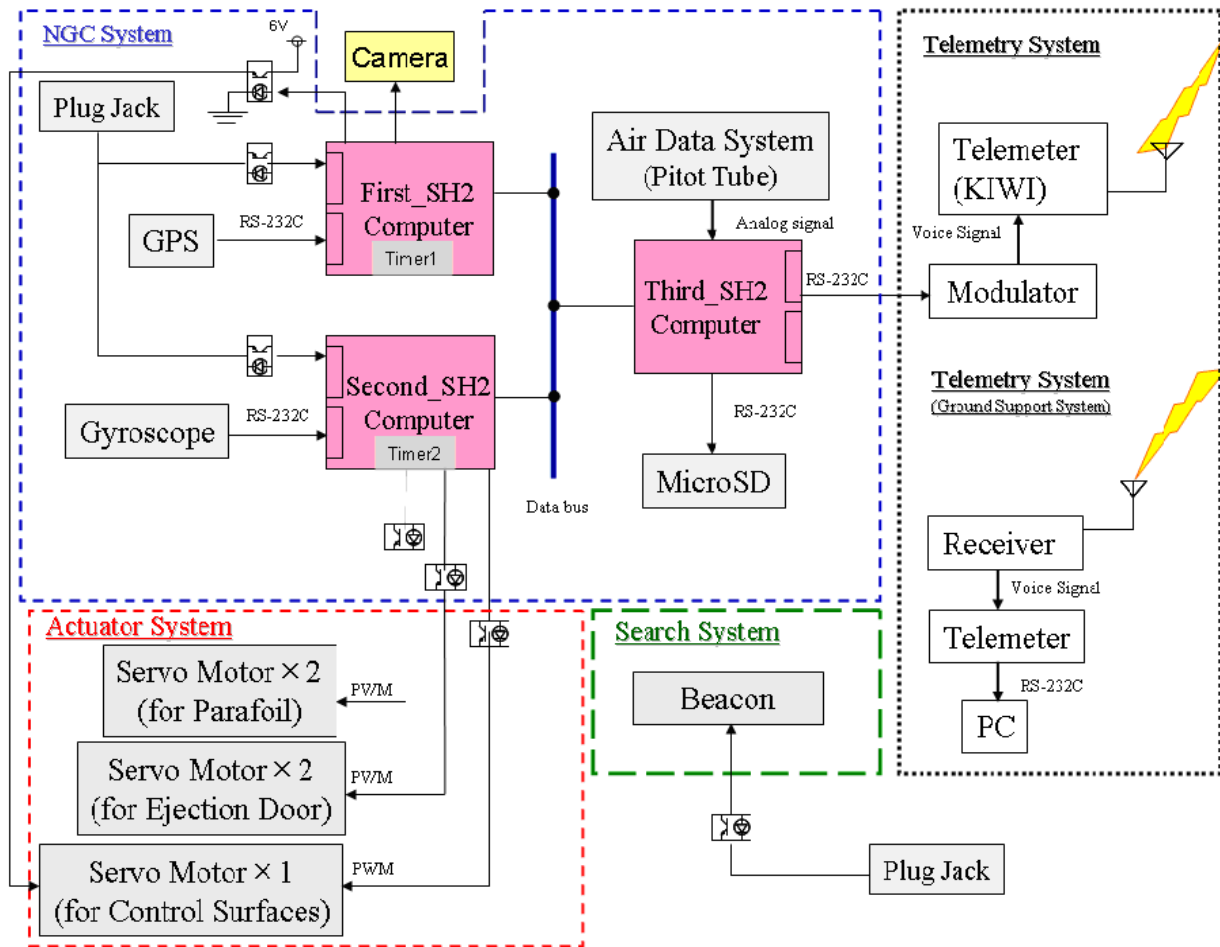 NGC System
6V
Camera
Plug Jack
First_SH2
Computer
Timer1
GPS
RS-232C
Air Data System
(Pitot Tube)
Analog signal
Third_SH2
Computer
RS-232C
RS-232C
MicroSD
Second_SH2
Computer
Timer2
Gyroscope
RS-232C
Data bus
Telemetry System
Telemeter
(KIWI)
Voice Signal
Modulator
Telemetry System
(Ground Support System)
Receiver
Voice Signal
Telemeter
RS-232C
PC
Actuator System
Servo Motor × 2
(for Parafoil)
PWM
Servo Motor × 2
(for Ejection Door)
PWM
Servo Motor × 1
(for Control Surfaces)
PWM
Search System
Beacon
Plug Jack